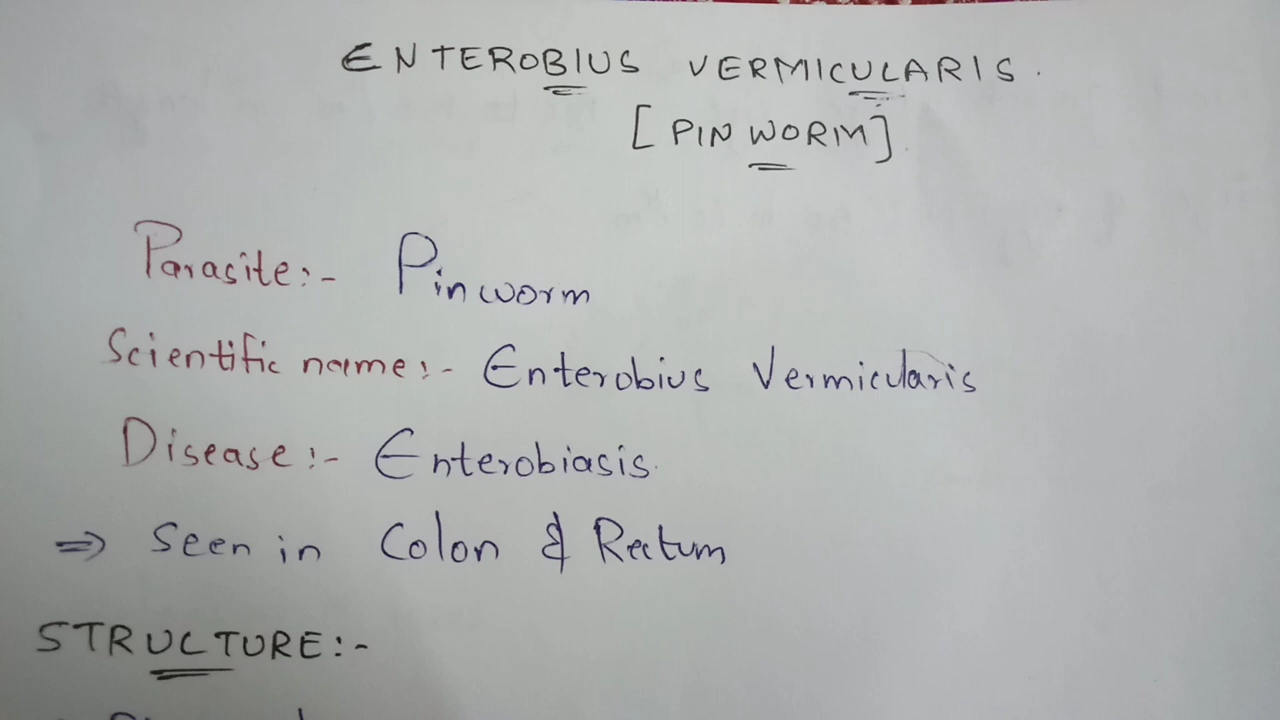 ENTEROBIUS VERMICULARIS.
[PIN WORM]
Parasite:- Pinworm
Scientific name:- Enterobius Vermicularis
Disease:- Enterobiasis.
⇒ Seen in Colon & Rectum
STRUCTURE:-